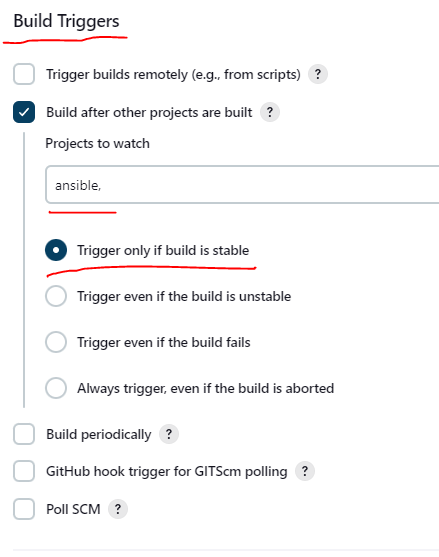 Build Triggers
Trigger builds remotely (e.g., from scripts) ?
Build after other projects are built ?
Projects to watch
ansible,
Trigger only if build is stable
Trigger even if the build is unstable
Trigger even if the build fails
Always trigger, even if the build is aborted
Build periodically ?
GitHub hook trigger for GITScm polling ?
Poll SCM ?